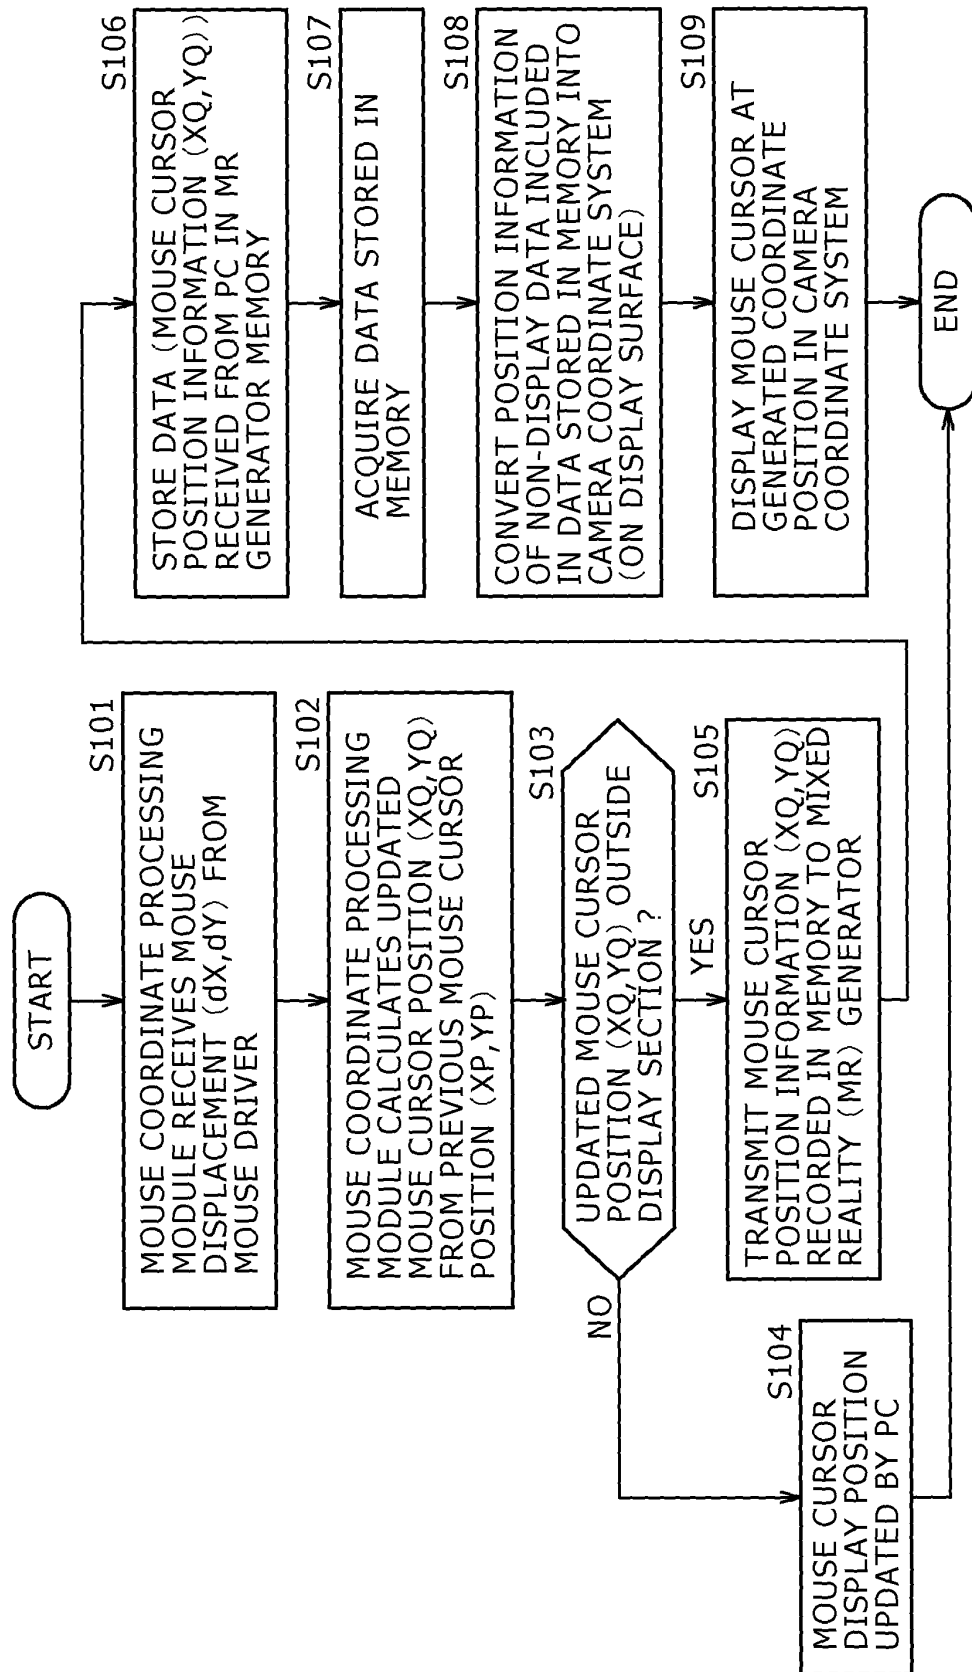 START
S101
MOUSE COORDINATE PROCESSING
MODULE RECEIVES MOUSE
DISPLACEMENT (dX,dY) FROM
MOUSE DRIVER
S102
MOUSE COORDINATE PROCESSING
MODULE CALCULATES UPDATED
MOUSE CURSOR POSITION (XQ,YQ)
FROM PREVIOUS MOUSE CURSOR
POSITION (XP,YP)
S103
UPDATED MOUSE CURSOR
POSITION (XQ,YQ) OUTSIDE
DISPLAY SECTION ?
NO
YES
S104
MOUSE CURSOR
DISPLAY POSITION
UPDATED BY PC
S105
TRANSMIT MOUSE CURSOR
POSITION INFORMATION (XQ,YQ)
RECORDED IN MEMORY TO MIXED
REALITY (MR) GENERATOR
S106
STORE DATA (MOUSE CURSOR
POSITION INFORMATION (XQ,YQ))
RECEIVED FROM PC IN MR
GENERATOR MEMORY
S107
ACQUIRE DATA STORED IN
MEMORY
S108
CONVERT POSITION INFORMATION
OF NON-DISPLAY DATA INCLUDED
IN DATA STORED IN MEMORY INTO
CAMERA COORDINATE SYSTEM
(ON DISPLAY SURFACE)
S109
DISPLAY MOUSE CURSOR AT
GENERATED COORDINATE
POSITION IN CAMERA
COORDINATE SYSTEM
END